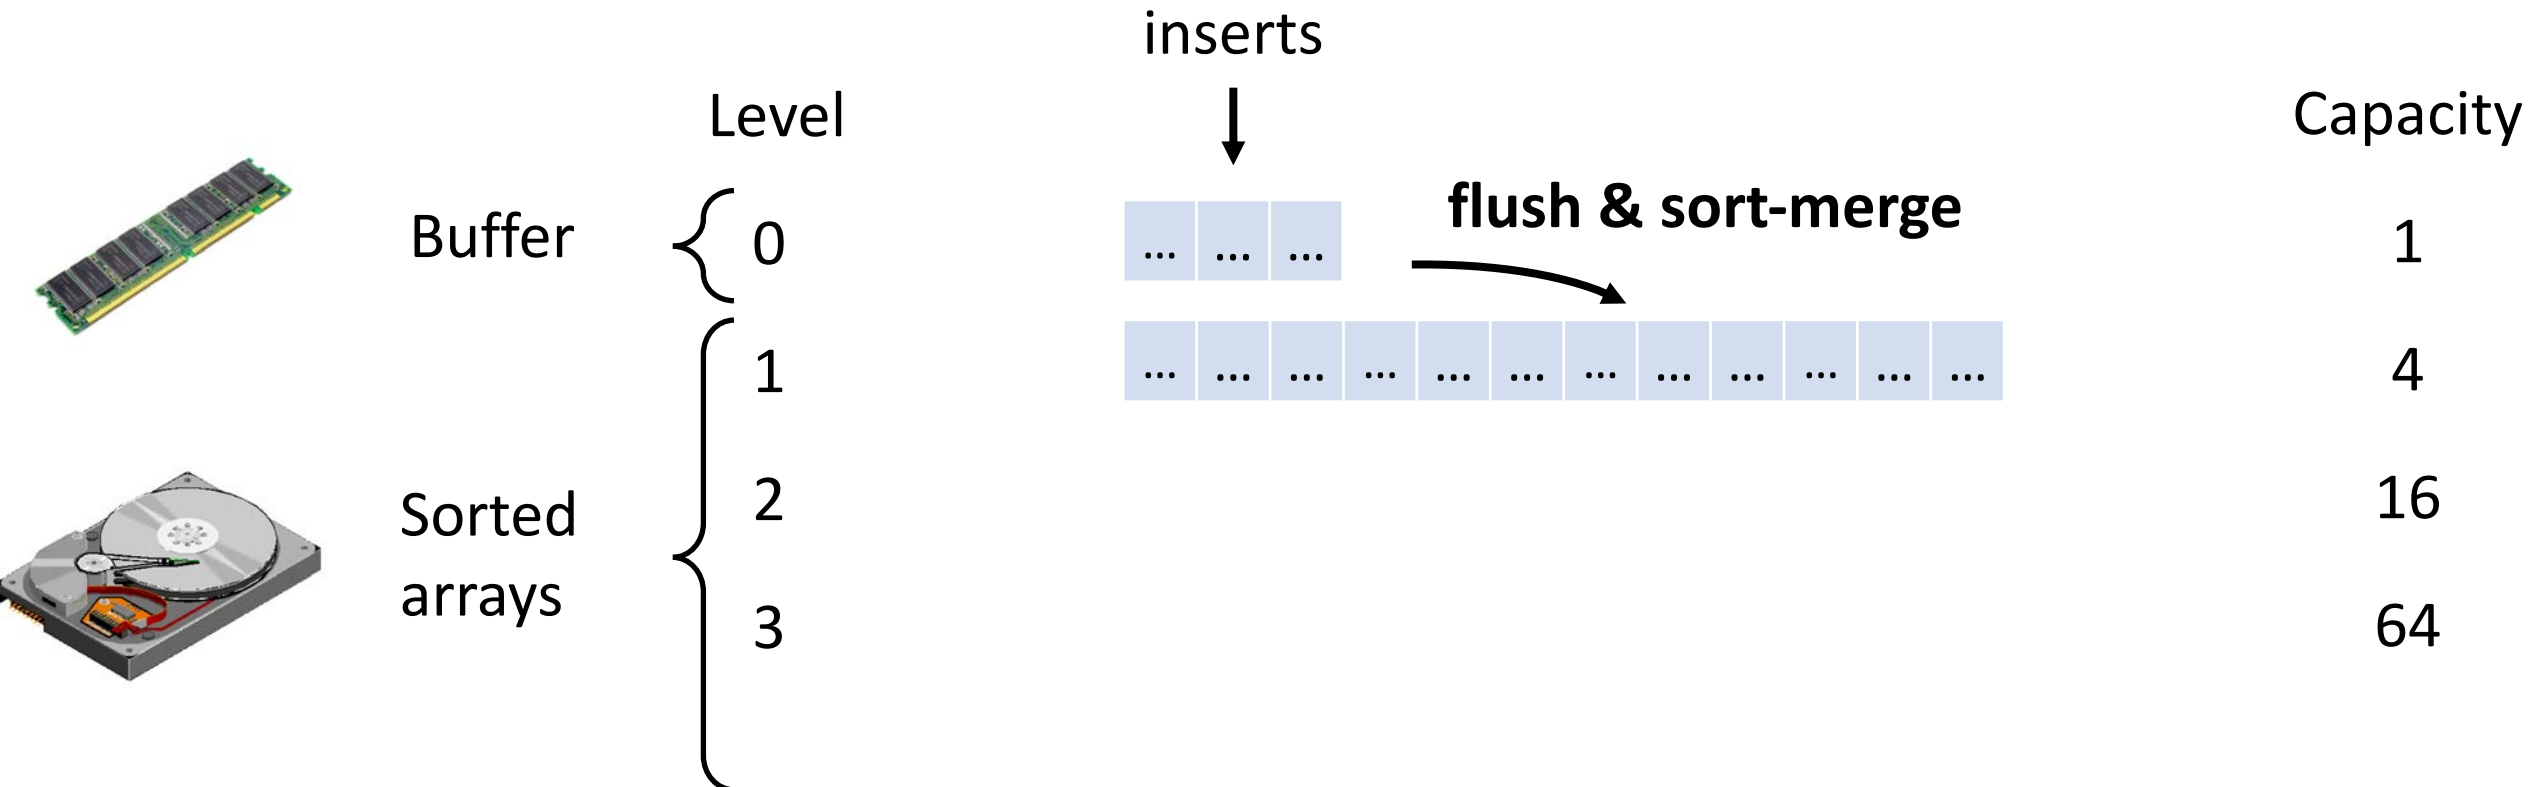 inserts
Level
Capacity
Buffer
0
... ... ...
flush & sort-merge
1
1
... ... ... ... ... ... ... ... ... ... ... ...
4
Sorted
arrays
2
16
3
64